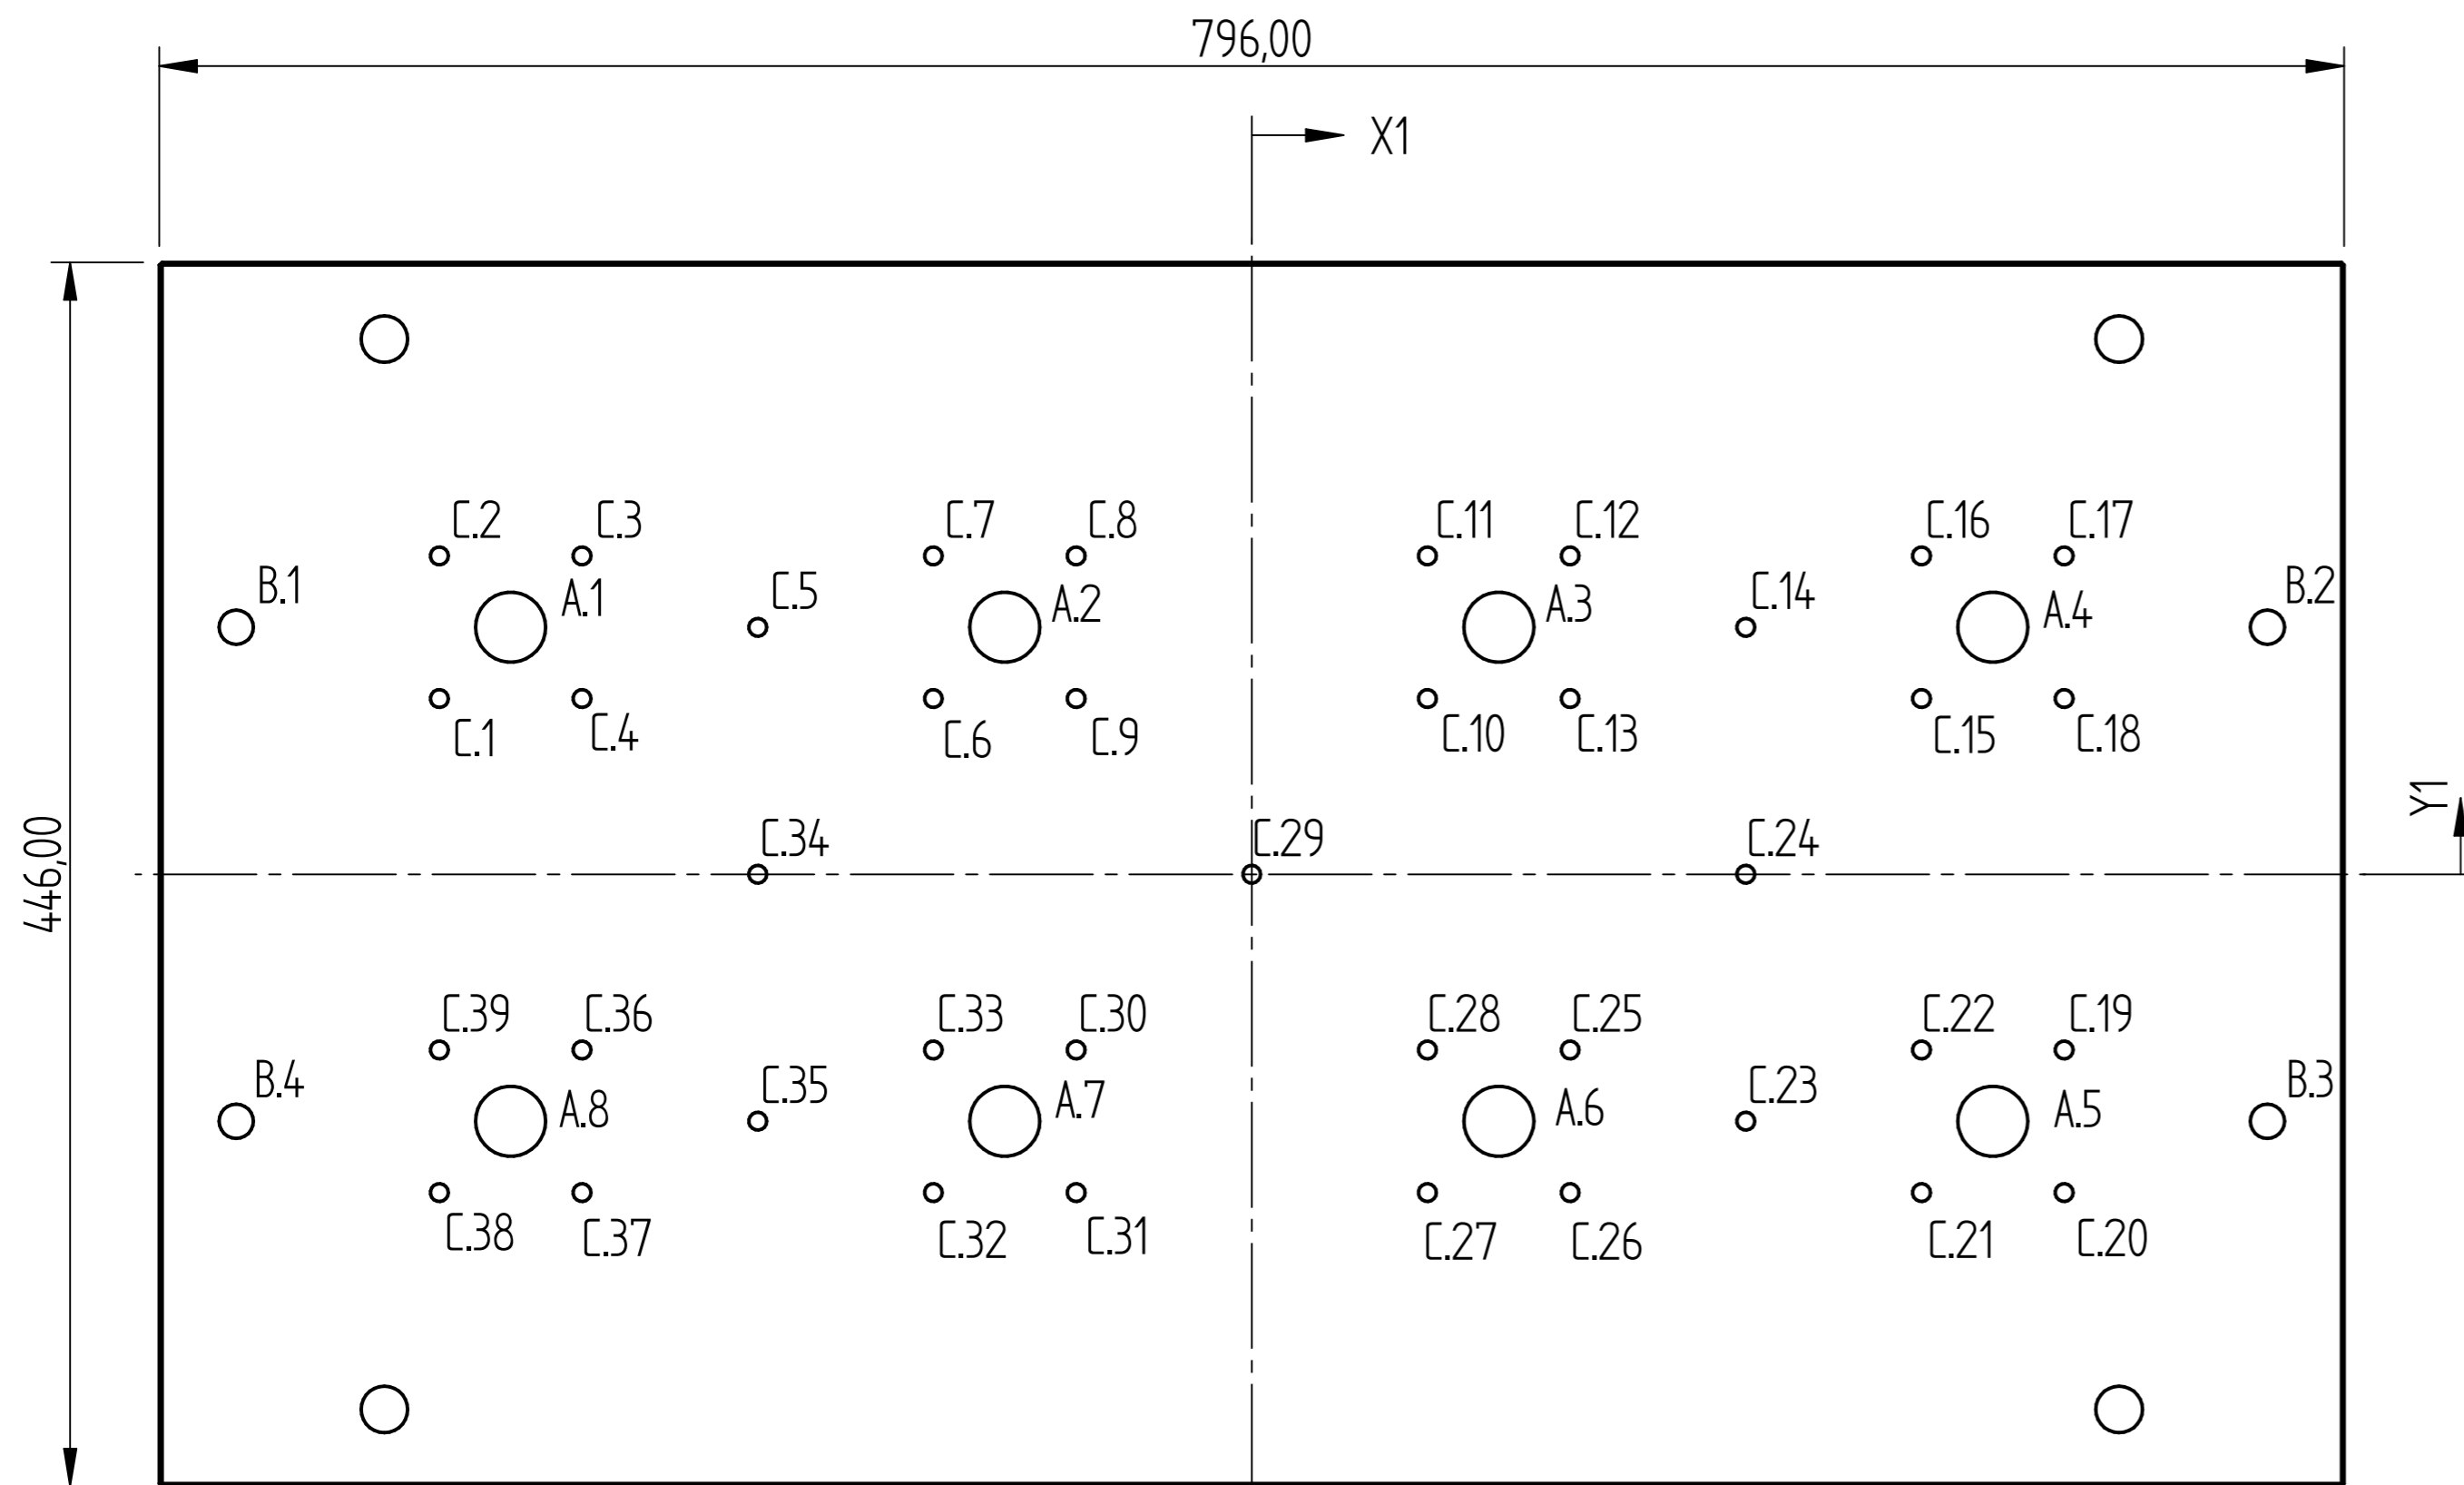 796,00
X1
C.2 C.3 C.7 C.8 C.11 C.12 C.16 C.17
B.1 A.1 C.5 A.2 A.3 C.14 A.4 B.2
C.1 C.4 C.6 C.9 C.10 C.13 C.15 C.18
Y1
446,00
C.34 C.29 C.24
C.39 C.36 C.33 C.30 C.28 C.25 C.22 C.19
B.4 A.8 C.35 A.7 A.6 C.23 A.5 B.3
C.38 C.37 C.32 C.31 C.27 C.26 C.21 C.20